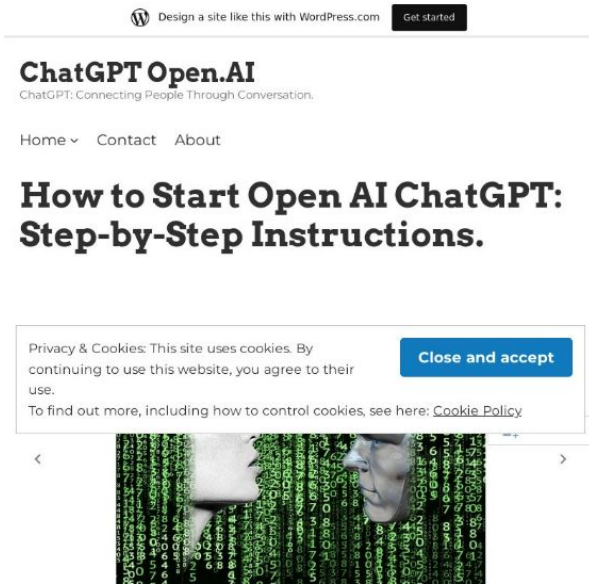 Design a site like this with WordPress.com Get started
ChatGPT Open.AI
ChatGPT: Connecting People Through Conversation.
Home Contact About
How to Start Open AI ChatGPT:
Step-by-Step Instructions.
Privacy & Cookies: This site uses cookies. By
continuing to use this website, you agree to their
use.
To find out more, including how to control cookies, see here: Cookie Policy
Close and accept